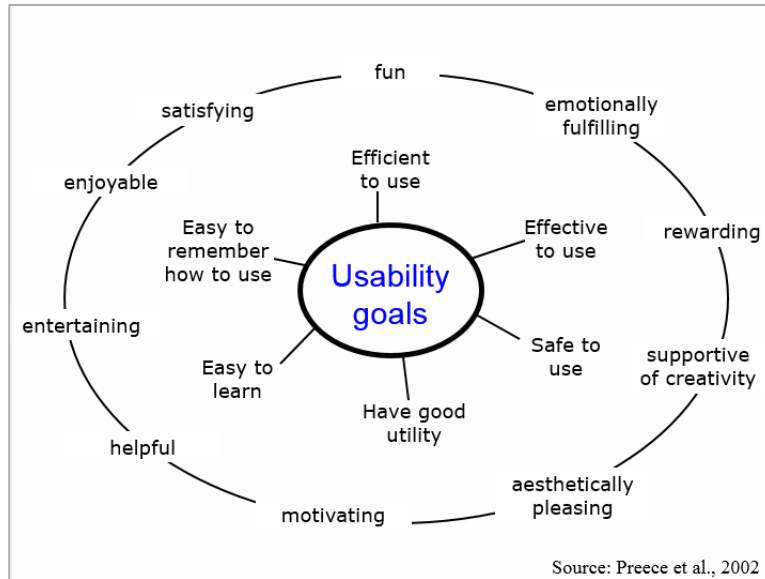 fun
emotionally
fulfilling
satisfying
enjoyable
Efficient
to use
Easy to
remember
how to use
Effective
to use
rewarding
Usability
goals
entertaining
Easy to
learn
Safe to
use
supportive
of creativity
Have good
utility
helpful
motivating
aesthetically
pleasing
Source: Preece et al., 2002